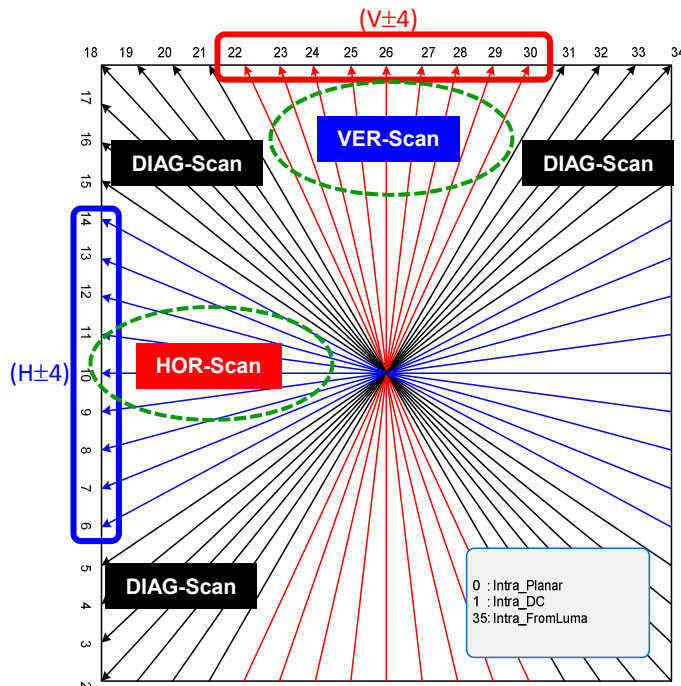 (V±4)
18 19 20 21 22 23 24 25 26 27 28 29 30 31 32 33 34
17
16
15
14
13
12
11
10
9
8
7
6
5
4
3
2
VER-Scan
DIAG-Scan
DIAG-Scan
(H±4)
HOR-Scan
DIAG-Scan
0 : Intra_Planar
1 : Intra_DC
35: Intra_FromLuma